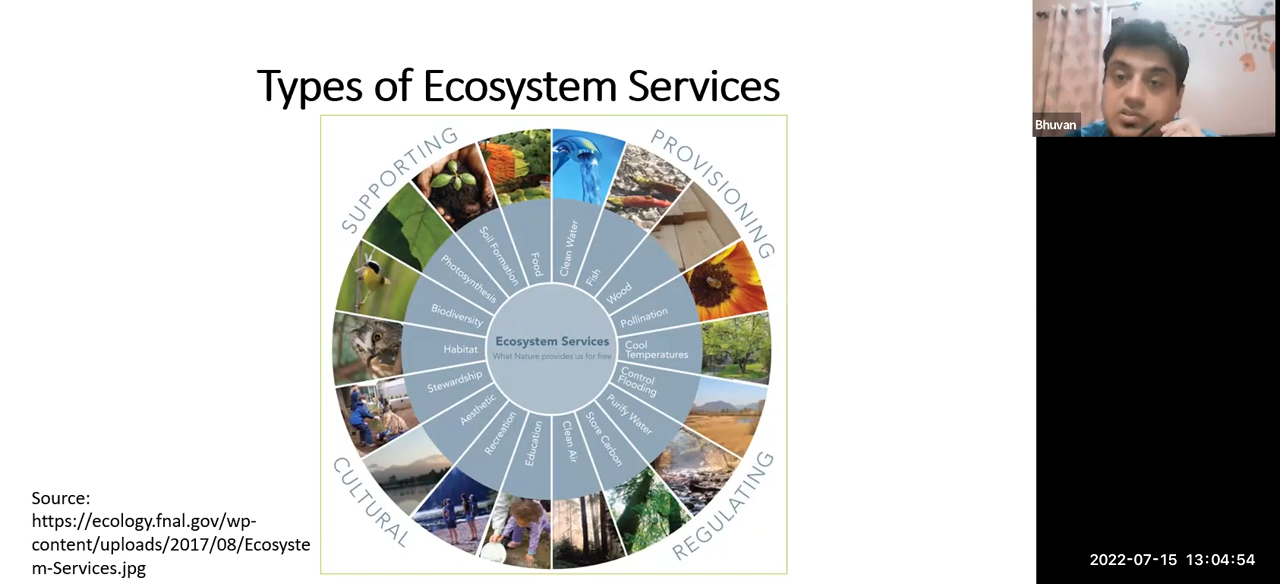 Types of Ecosystem Services
SUPPORTING
PROVISIONING
Food
Clean Water
Fish
Wood
Pollination
Cool
Temperatures
Control
Flooding
Purify Water
Store Carbon
Clean Air
Education
Recreation
Aesthetic
Stewardship
Habitat
Biodiversity
Photosynthesis
Soil Formation
Ecosystem Services
What Nature provides us for free
CULTURAL
REGULATING
Source:
https://ecology.fnal.gov/wp-
content/uploads/2017/08/Ecosyste
m-Services.jpg
Bhuvan
2022-07-15 13:04:54